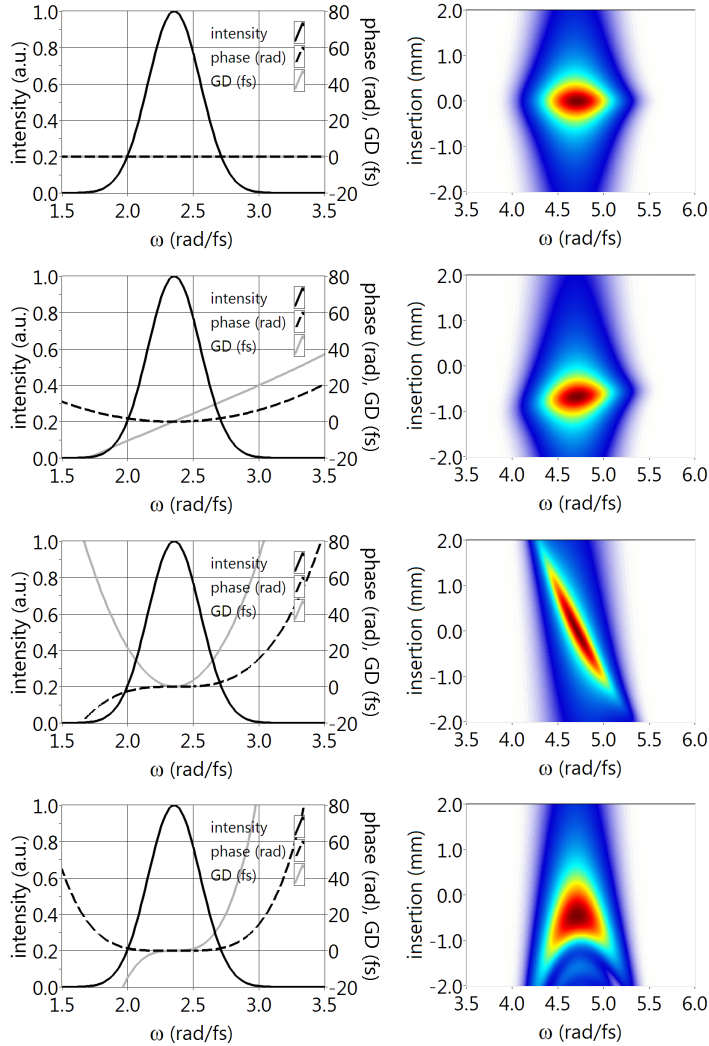 1.0
0.8
0.6
0.4
0.2
0.0
intensity (a.u.)
intensity
phase (rad)
GD (fs)
80
60
40
20
0
-20
phase (rad), GD (fs)
1.5 2.0 2.5 3.0 3.5
ω (rad/fs)
2.0
1.0
0.0
-1.0
-2.0
insertion (mm)
3.5 4.0 4.5 5.0 5.5 6.0
ω (rad/fs)
1.0
0.8
0.6
0.4
0.2
0.0
intensity (a.u.)
intensity
phase (rad)
GD (fs)
80
60
40
20
0
-20
phase (rad), GD (fs)
1.5 2.0 2.5 3.0 3.5
ω (rad/fs)
2.0
1.0
0.0
-1.0
-2.0
insertion (mm)
3.5 4.0 4.5 5.0 5.5 6.0
ω (rad/fs)
1.0
0.8
0.6
0.4
0.2
0.0
intensity (a.u.)
intensity
phase (rad)
GD (fs)
80
60
40
20
0
-20
phase (rad), GD (fs)
1.5 2.0 2.5 3.0 3.5
ω (rad/fs)
2.0
1.0
0.0
-1.0
-2.0
insertion (mm)
3.5 4.0 4.5 5.0 5.5 6.0
ω (rad/fs)
1.0
0.8
0.6
0.4
0.2
0.0
intensity (a.u.)
intensity
phase (rad)
GD (fs)
80
60
40
20
0
-20
phase (rad), GD (fs)
1.5 2.0 2.5 3.0 3.5
ω (rad/fs)
2.0
1.0
0.0
-1.0
-2.0
insertion (mm)
3.5 4.0 4.5 5.0 5.5 6.0
ω (rad/fs)